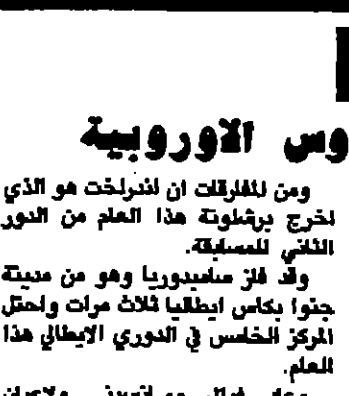 وس الاوروبية
ومن المفارقات ان اندرلخت هو الذي
اخرج برشلونة هذا العام من الدور
الثاني للمسابقة.
وقد فاز سامبدوريا وهو من مدينة
جنوا بكاس ايطاليا ثلاث مرات واحتل
المركز الخامس في الدوري الايطالي هذا
العام.